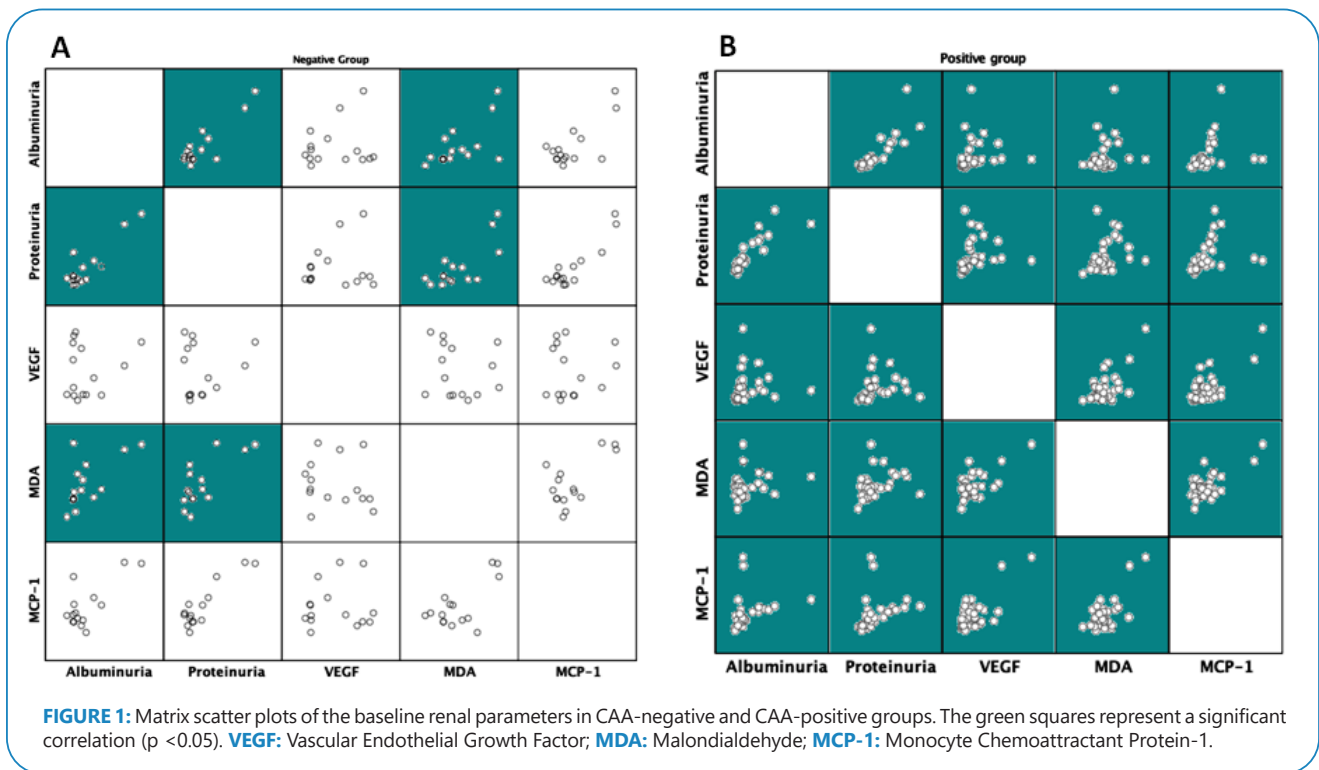 A
Negative Group
Albuminuria
Proteinuria
VEGF
MDA
MCP-1
Albuminuria Proteinuria VEGF MDA MCP-1
B
Positive group
Albuminuria
Proteinuria
VEGF
MDA
MCP-1
Albuminuria Proteinuria VEGF MDA MCP-1
FIGURE 1: Matrix scatter plots of the baseline renal parameters in CAA-negative and CAA-positive groups. The green squares represent a significant
correlation (p <0.05). VEGF: Vascular Endothelial Growth Factor; MDA: Malondialdehyde; MCP-1: Monocyte Chemoattractant Protein-1.